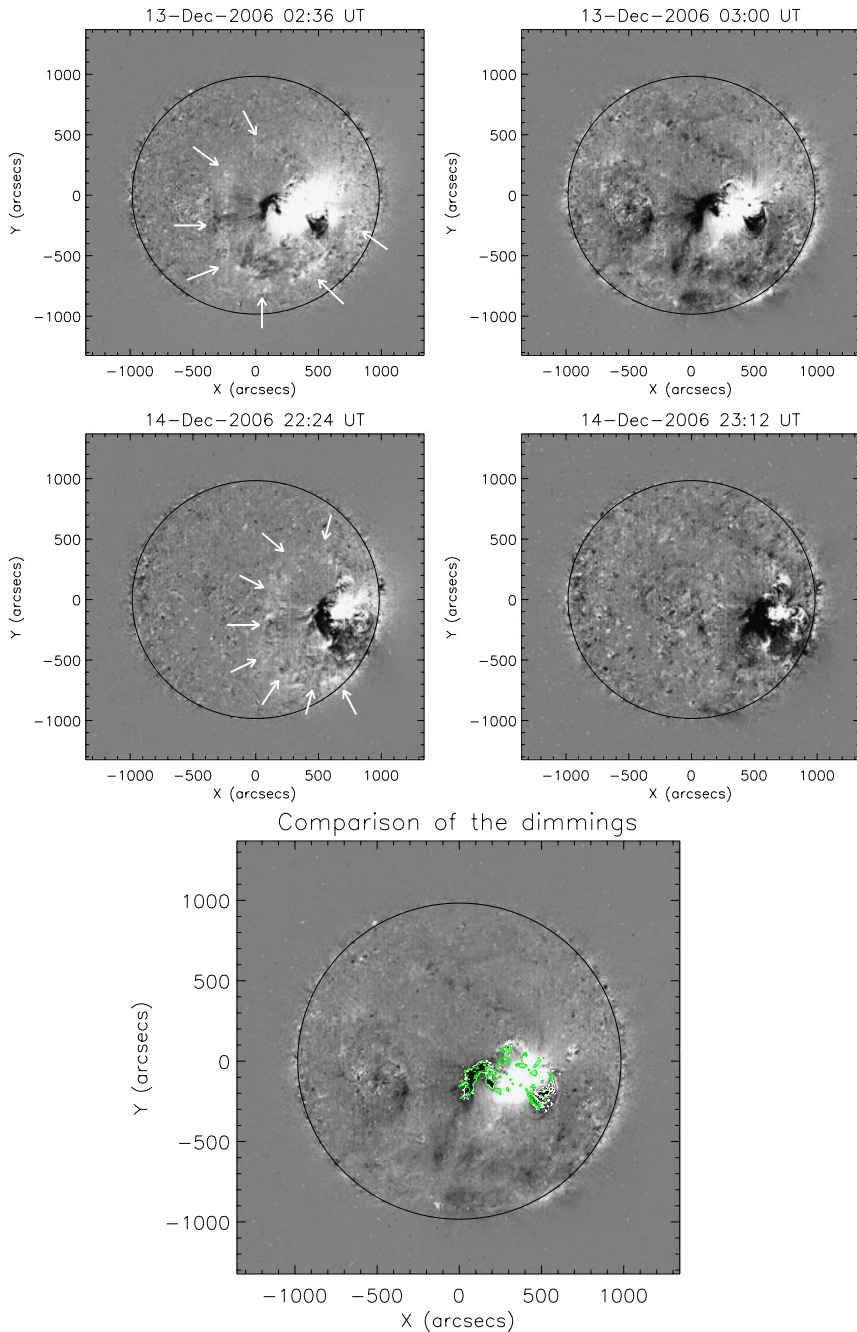 13-Dec-2006 02:36 UT
13-Dec-2006 03:00 UT
1000
500
0
-500
-1000
Y (arcsecs)
-1000 -500 0 500 1000
X (arcsecs)
1000
500
0
-500
-1000
Y (arcsecs)
-1000 -500 0 500 1000
X (arcsecs)
14-Dec-2006 22:24 UT
14-Dec-2006 23:12 UT
1000
500
0
-500
-1000
Y (arcsecs)
-1000 -500 0 500 1000
X (arcsecs)
1000
500
0
-500
-1000
Y (arcsecs)
-1000 -500 0 500 1000
X (arcsecs)
Comparison of the dimmings
1000
500
0
-500
-1000
Y (arcsecs)
-1000 -500 0 500 1000
X (arcsecs)